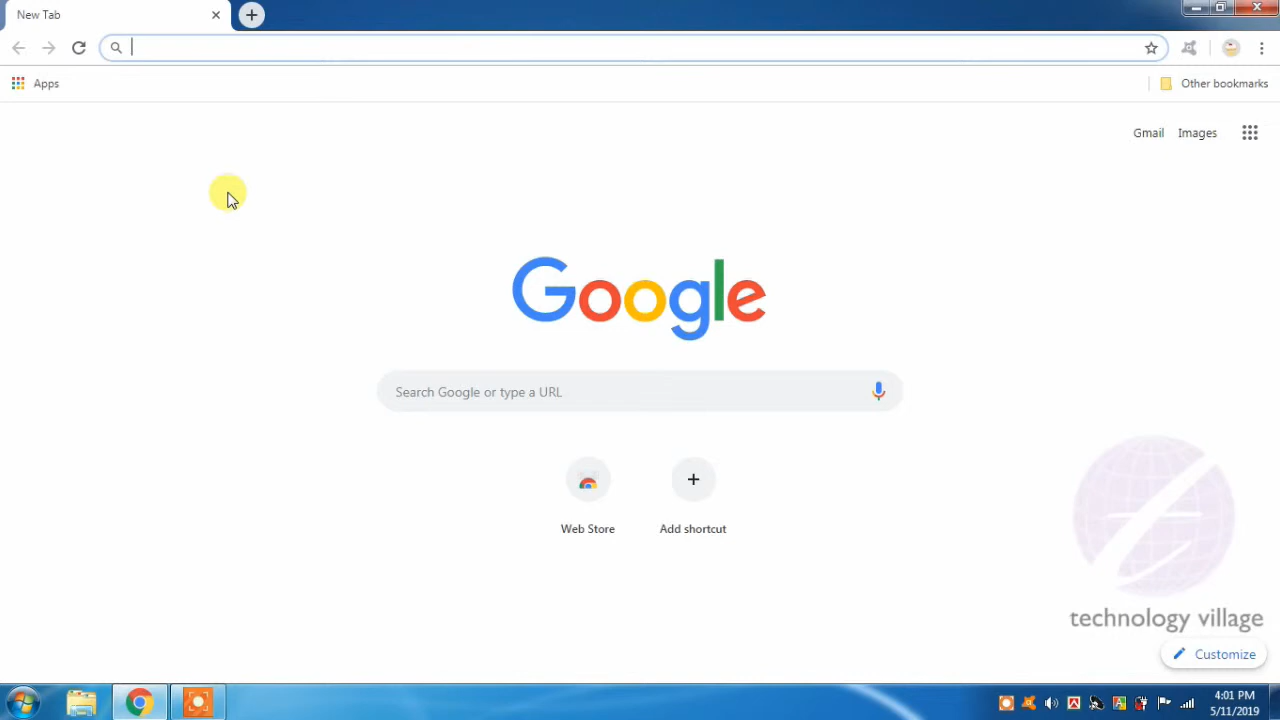 New Tab
Apps
Other bookmarks
Gmail Images
Google
Search Google or type a URL
Web Store Add shortcut
technology village
Customize
4:01 PM
5/11/2019